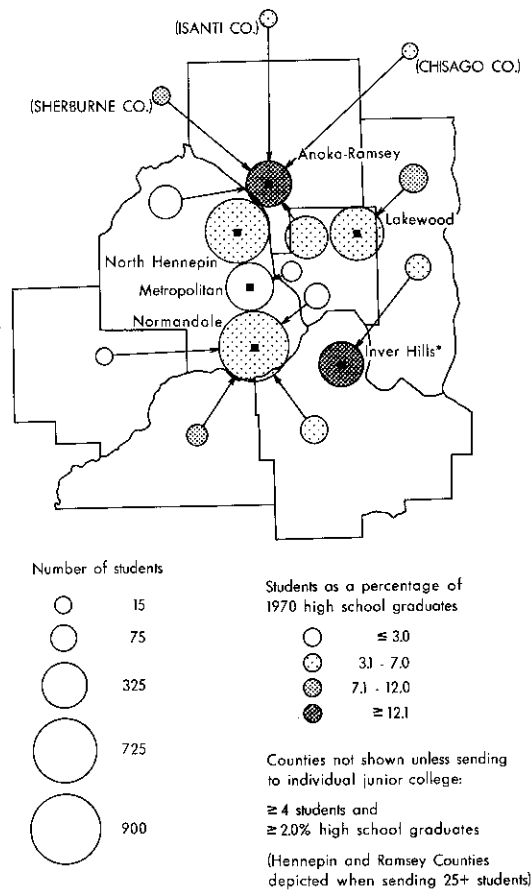 (ISANTI CO.)
(CHISAGO CO.)
(SHERBURNE CO.)
Anoka-Ramsey
Lakewood
North Hennepin
Metropolitan
Normandale
Inver Hills*
Number of students
15
75
325
725
900
Students as a percentage of
1970 high school graduates
≤ 3.0
3.1 - 7.0
7.1 - 12.0
≥ 12.1
Counties not shown unless sending
to individual junior college:
≥ 4 students and
≥ 2.0% high school graduates
(Hennepin and Ramsey Counties
depicted when sending 25+ students)